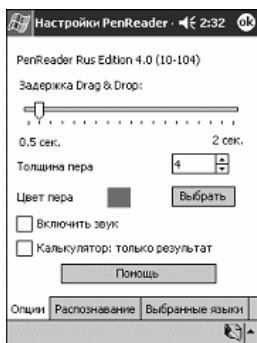 Настройки PenReader 2:32 ok
PenReader Rus Edition 4.0 (10-104)
Задержка Drag & Drop:
0.5 сек. 2 сек.
Толщина пера 4
Цвет пера Выбрать
Включить звук
Калькулятор: только результат
Помощь
Опции Распознавание Выбранные языки